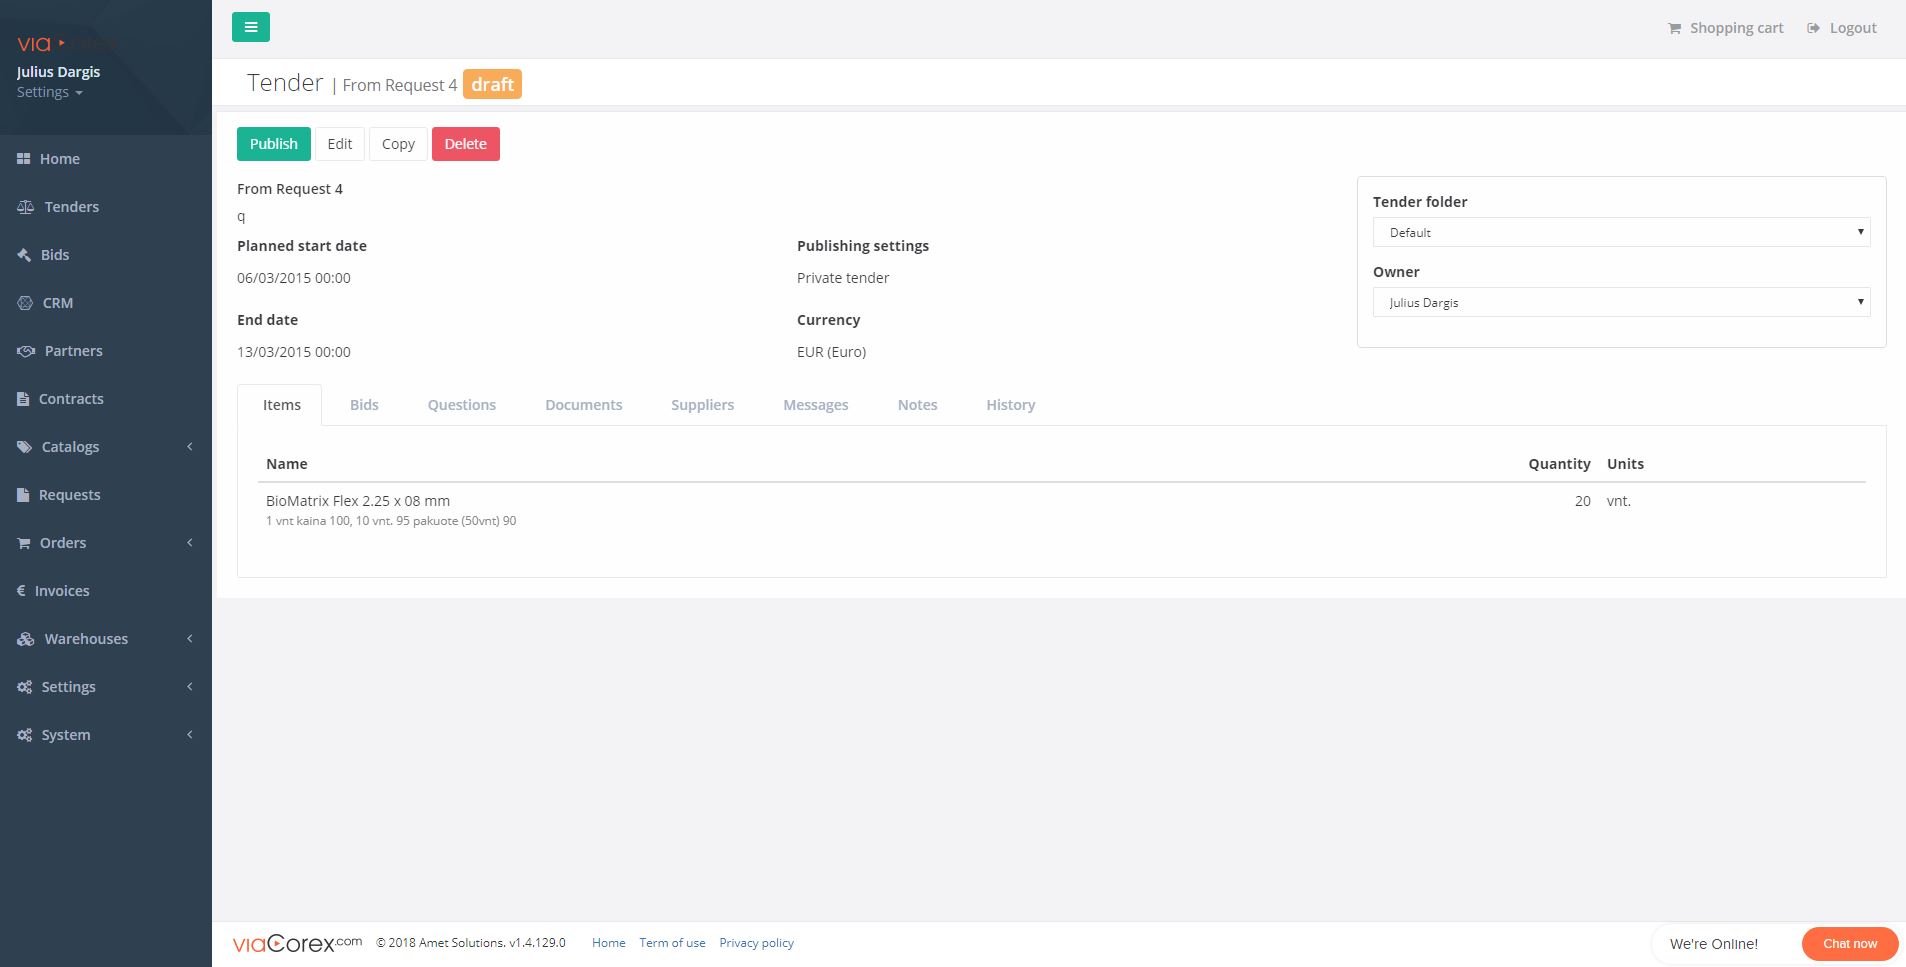 viacorex
Julius Dargis
Settings
Home
Tenders
Bids
CRM
Partners
Contracts
Catalogs
Requests
Orders
€ Invoices
Warehouses
Settings
System
Shopping cart Logout
Tender | From Request 4 draft
Publish Edit Copy Delete
From Request 4
q
Planned start date
06/03/2015 00:00
End date
13/03/2015 00:00
Publishing settings
Private tender
Currency
EUR (Euro)
Tender folder
Default
Owner
Julius Dargis
Items Bids Questions Documents Suppliers Messages Notes History
Name Quantity Units
BioMatrix Flex 2.25 x 08 mm 20 vnt.
1 vnt kaina 100, 10 vnt. 95 pakuote (50vnt) 90
viaCorex.com © 2018 Amet Solutions. v1.4.129.0 Home Term of use Privacy policy
We're Online! Chat now